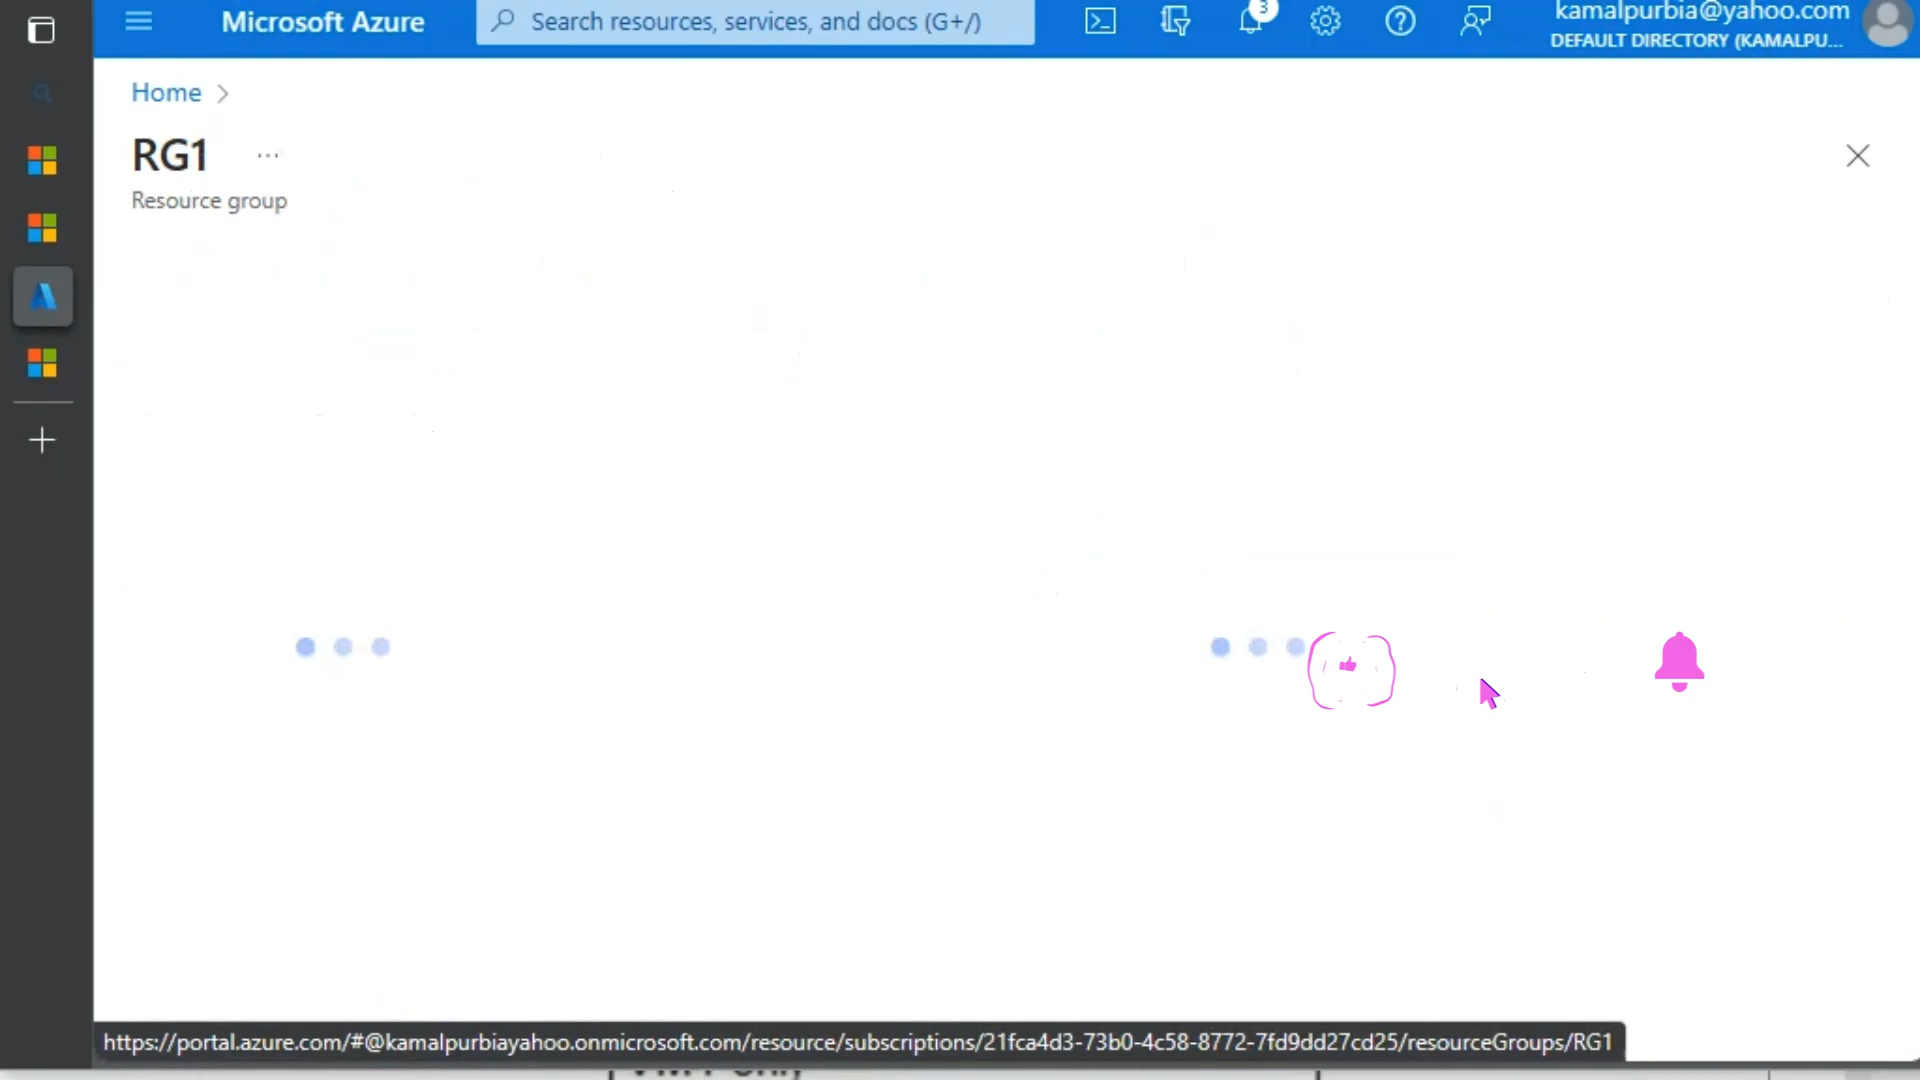 Microsoft Azure
Search resources, services, and docs (G+/)
3
kamalpurbia@yahoo.com
DEFAULT DIRECTORY (KAMALPU...
Home
RG1 ...
Resource group
https://portal.azure.com/#@kamalpurbiayahoo.onmicrosoft.com/resource/subscriptions/21fca4d3-73b0-4c58-8772-7fd9dd27cd25/resourceGroups/RG1